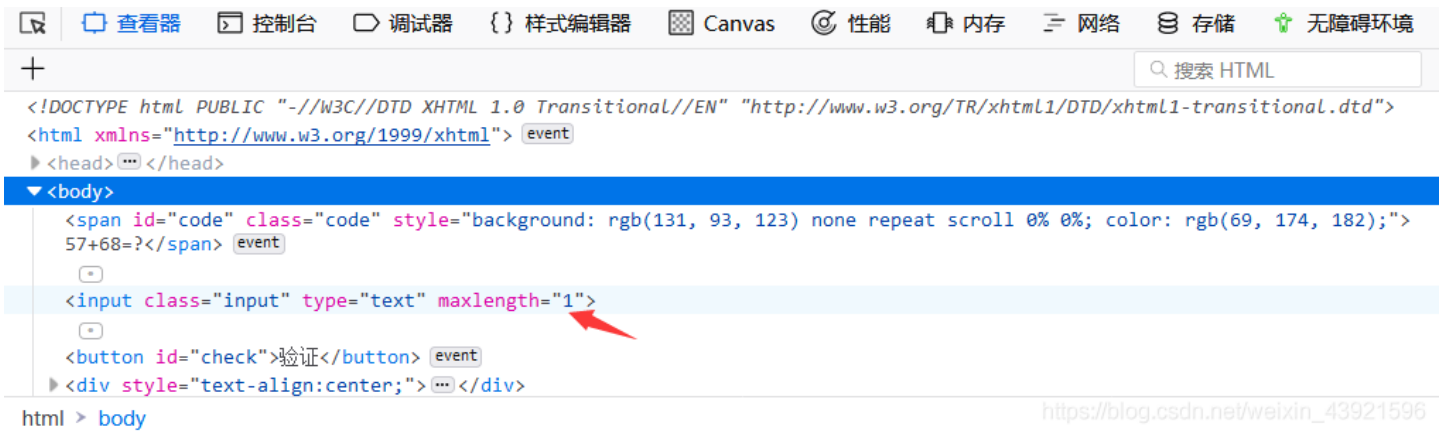 查看器 控制台 调试器 {} 样式编辑器 Canvas 性能 内存 网络 存储 无障碍环境
+ 搜索 HTML
<!DOCTYPE html PUBLIC "-//W3C//DTD XHTML 1.0 Transitional//EN" "http://www.w3.org/TR/xhtml1/DTD/xhtml1-transitional.dtd">
<html xmlns="http://www.w3.org/1999/xhtml"> event
<head>⋯</head>
<body>
<span id="code" class="code" style="background: rgb(131, 93, 123) none repeat scroll 0% 0%; color: rgb(69, 174, 182);">
57+68=?</span> event
<input class="input" type="text" maxlength="1">
<button id="check">验证</button> event
<div style="text-align:center;">⋯</div>
html > body
https://blog.csdn.net/weixin_43921596